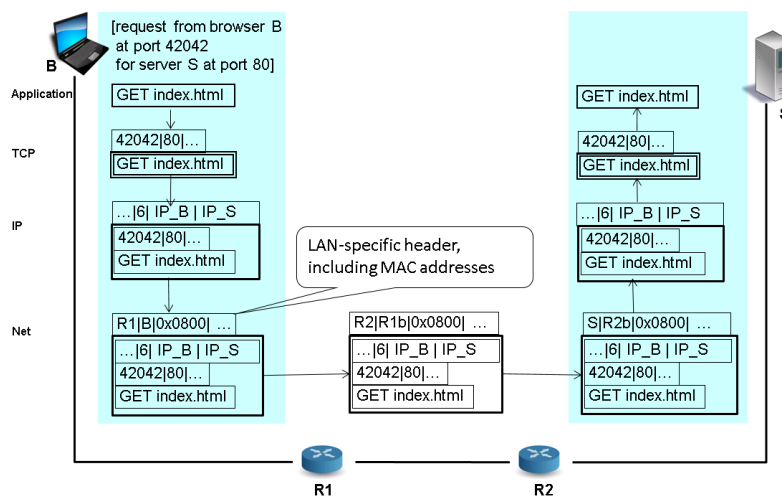 [request from browser B
at port 42042
for server S at port 80]
B
S
Application
GET index.html
GET index.html
TCP
42042|80|...
GET index.html
42042|80|...
GET index.html
IP
...|6| IP_B | IP_S
42042|80|...
GET index.html
...|6| IP_B | IP_S
42042|80|...
GET index.html
LAN-specific header,
including MAC addresses
Net
R1|B|0x0800| ...
...|6| IP_B | IP_S
42042|80|...
GET index.html
R2|R1b|0x0800| ...
...|6| IP_B | IP_S
42042|80|...
GET index.html
S|R2b|0x0800| ...
...|6| IP_B | IP_S
42042|80|...
GET index.html
R1
R2